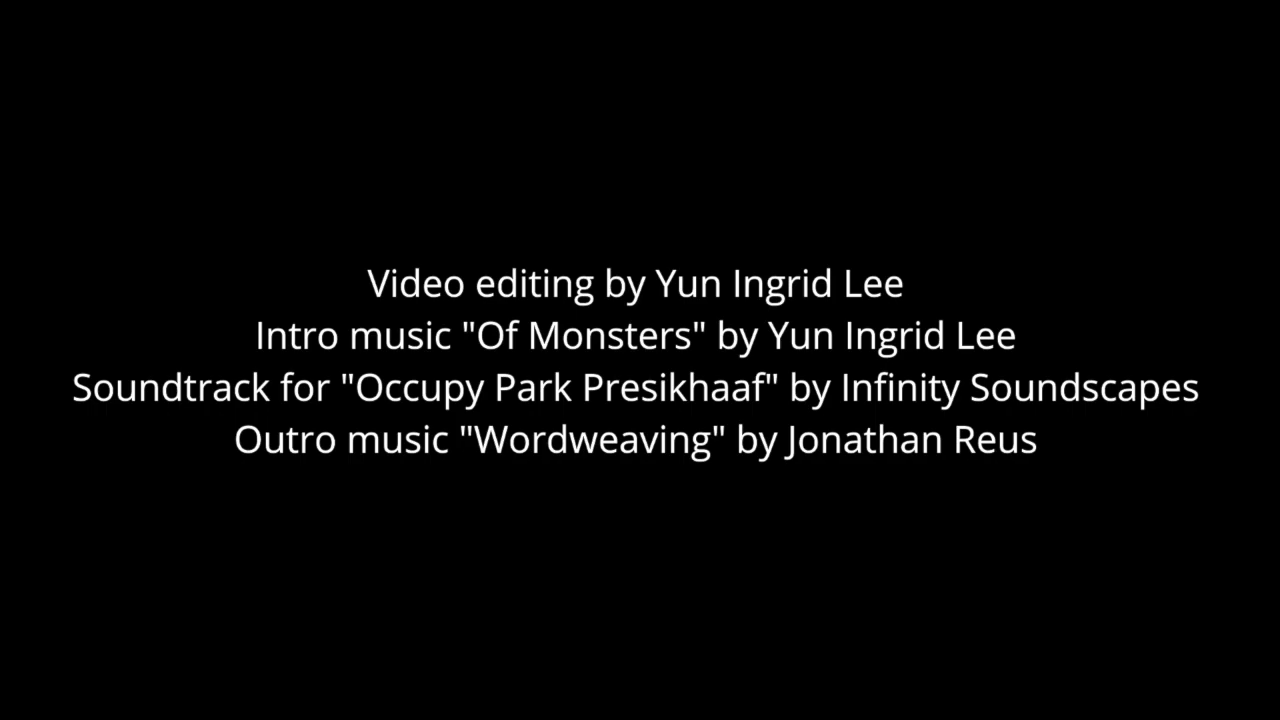 Video editing by Yun Ingrid Lee
Intro music "Of Monsters" by Yun Ingrid Lee
Soundtrack for "Occupy Park Presikhaaf" by Infinity Soundscapes
Outro music "Wordweaving" by Jonathan Reus